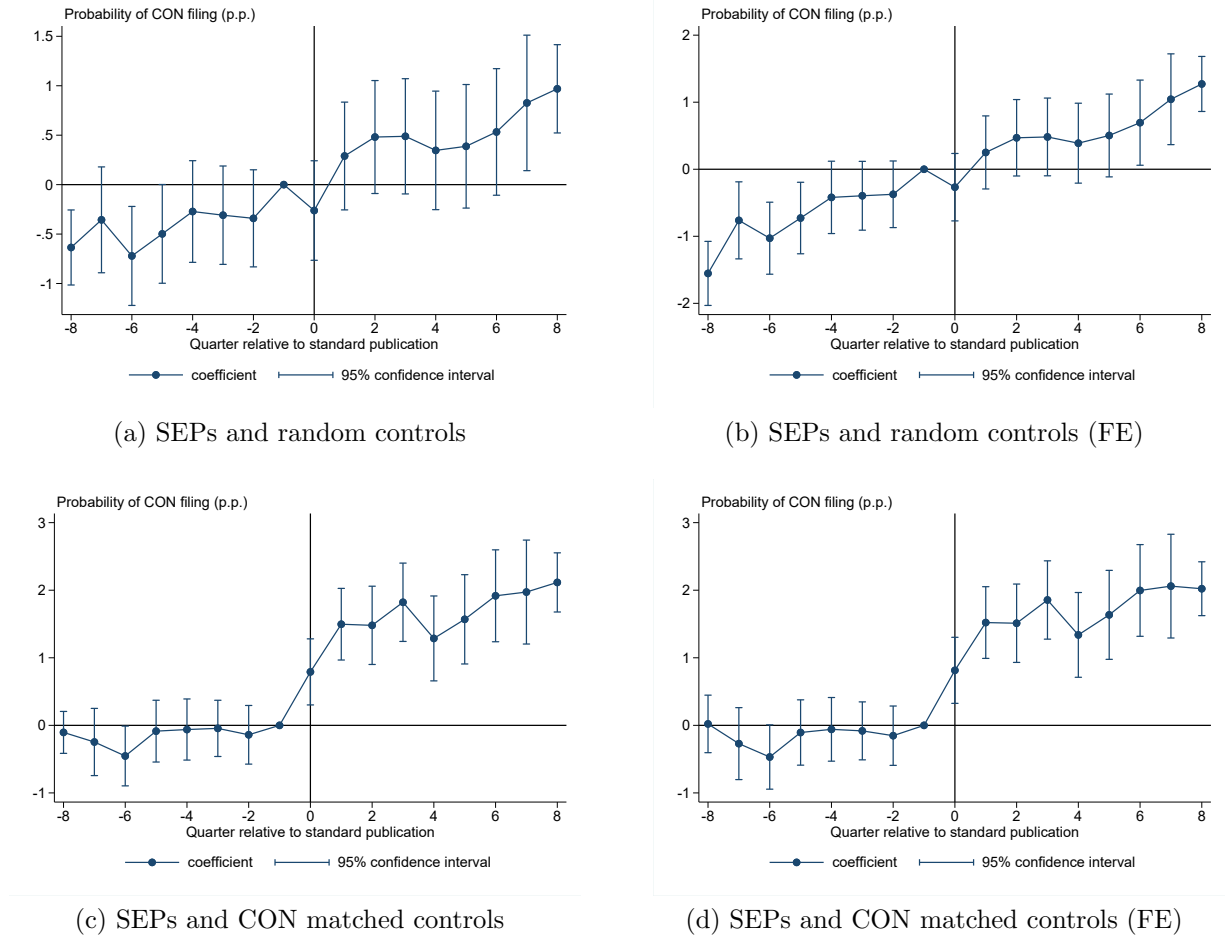 Probability of CON filing (p.p.)
1.5
1
.5
0
-.5
-1
-8 -6 -4 -2 0 2 4 6 8
Quarter relative to standard publication
coefficient 95% confidence interval
(a) SEPs and random controls
Probability of CON filing (p.p.)
2
1
0
-1
-2
-8 -6 -4 -2 0 2 4 6 8
Quarter relative to standard publication
coefficient 95% confidence interval
(b) SEPs and random controls (FE)
Probability of CON filing (p.p.)
3
2
1
0
-1
-8 -6 -4 -2 0 2 4 6 8
Quarter relative to standard publication
coefficient 95% confidence interval
(c) SEPs and CON matched controls
Probability of CON filing (p.p.)
3
2
1
0
-1
-8 -6 -4 -2 0 2 4 6 8
Quarter relative to standard publication
coefficient 95% confidence interval
(d) SEPs and CON matched controls (FE)